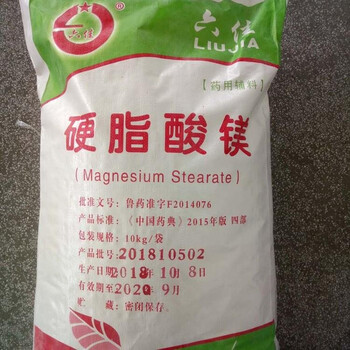 六佳
®
六佳
LIUJIA
【药用辅料】
硬脂酸镁
(Magnesium Stearate)
批准文号：鲁药准字F2014076
产品标准：《中国药典》2015年版 四部
包装规格：10kg/袋
产品批号：201810502
生产日期：2018年10月8日
有效期至2020年9月
贮 藏：密闭保存。